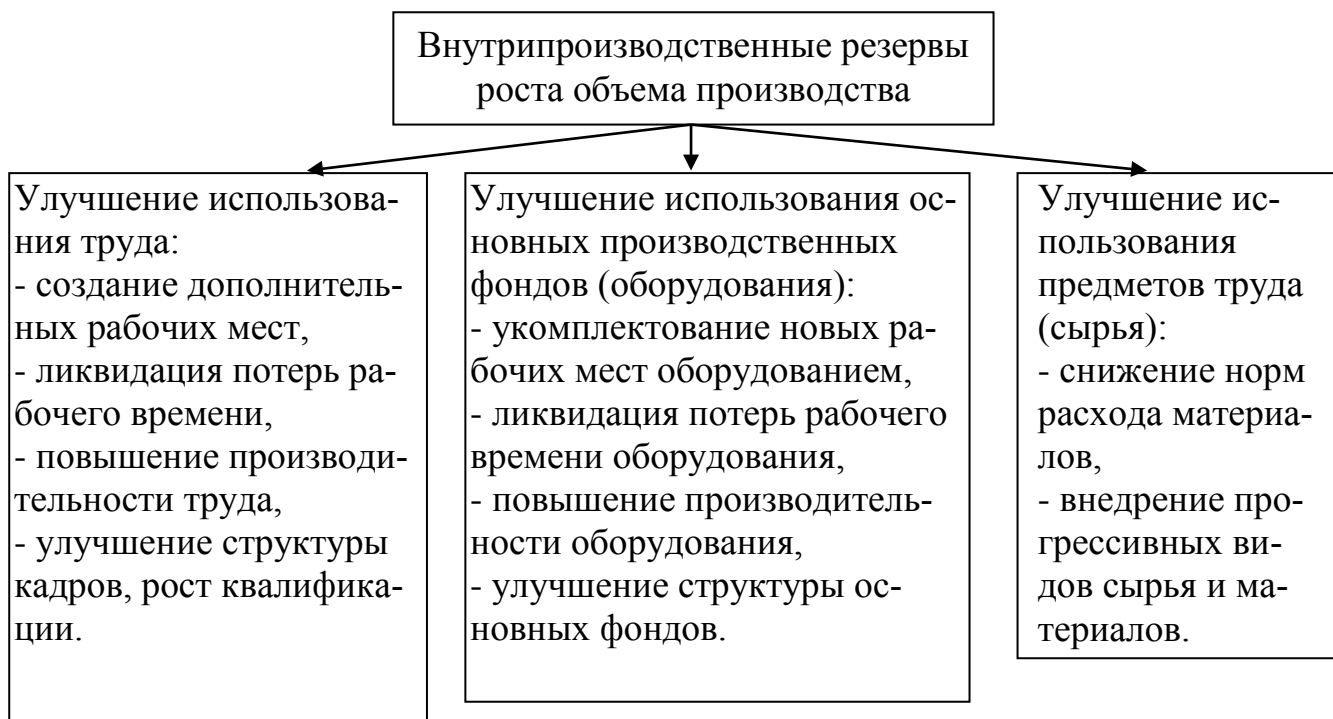 Внутрипроизводственные резервы
роста объема производства
Улучшение использова-
ния труда:
- создание дополнитель-
ных рабочих мест,
- ликвидация потерь ра-
бочего времени,
- повышение производи-
тельности труда,
- улучшение структуры
кадров, рост квалифика-
ции.
Улучшение использования ос-
новных производственных
фондов (оборудования):
- укомплектование новых ра-
бочих мест оборудованием,
- ликвидация потерь рабочего
времени оборудования,
- повышение производитель-
ности оборудования,
- улучшение структуры ос-
новных фондов.
Улучшение ис-
пользования
предметов труда
(сырья):
- снижение норм
расхода материа-
лов,
- внедрение про-
грессивных ви-
дов сырья и ма-
териалов.